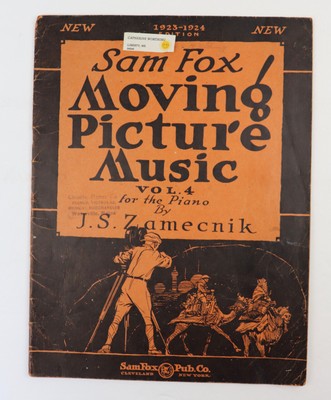 NEW
1923-1924
EDITION
NEW
Sam Fox
Moving
Picture
Music
VOL. 4
for the Piano
By
J.S. Zamecnik
Sam Fox Pub. Co.
CLEVELAND NEW YORK